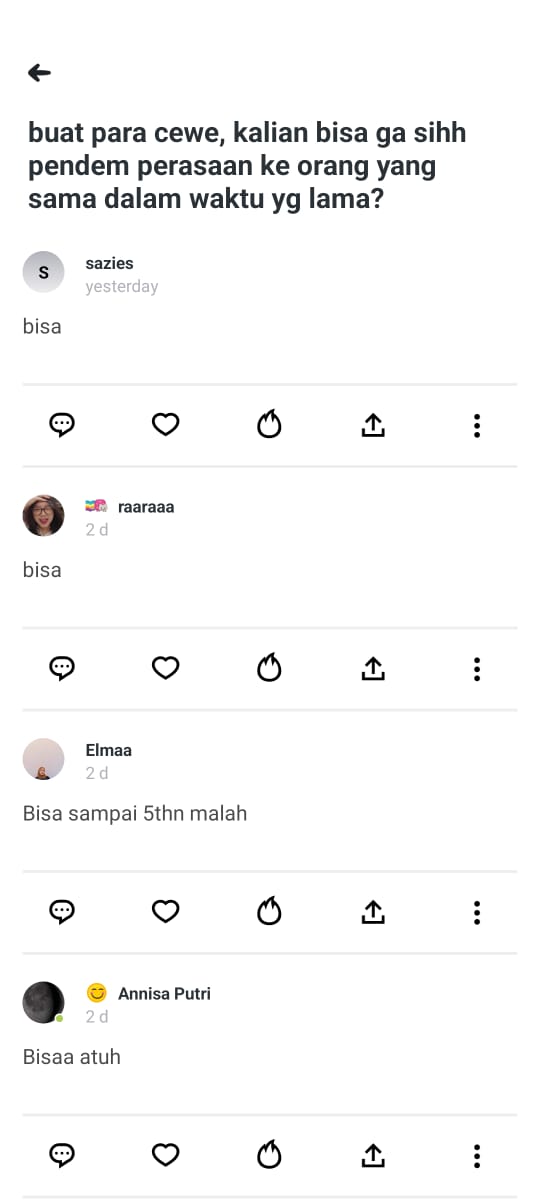 buat para cewe, kalian bisa ga sihh
pendem perasaan ke orang yang
sama dalam waktu yg lama?
S
sazies
yesterday
bisa
raaraaa
2 d
bisa
Elmaa
2 d
Bisa sampai 5thn malah
Annisa Putri
2 d
Bisaa atuh